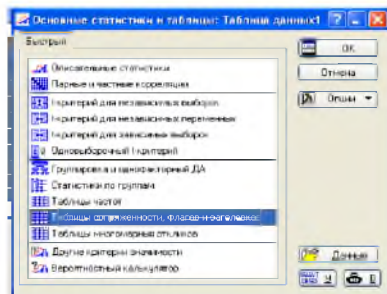 Основные статистики и таблицы: Таблица данных1
Быстрый
Описательные статистики
Парные и частные корреляции
t-критерий для независимых выборок
t-критерий для независимых переменных
t-критерий для зависимых выборок
Одновыборочный t-критерий
Группировка и однофакторный ДА
Статистики по группам
Таблицы частот
Таблицы сопряженности, флагов и заголовков
Таблицы многомерных откликов
Другие критерии значимости
Вероятностный калькулятор
OK
Отмена
Опции
Данные